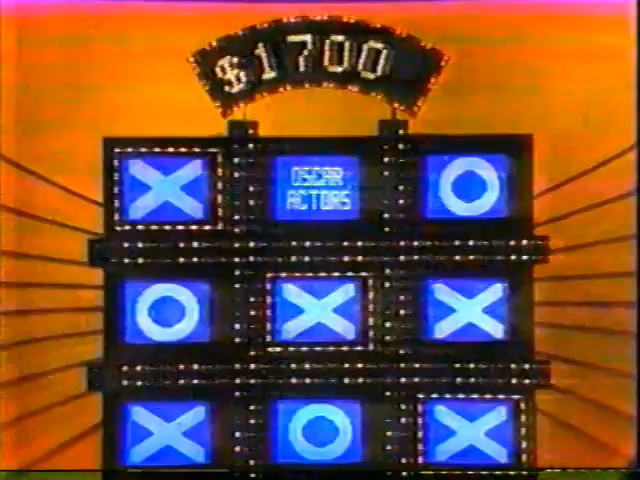 $1700
X OSCAR ACTORS O
O X X
X O X